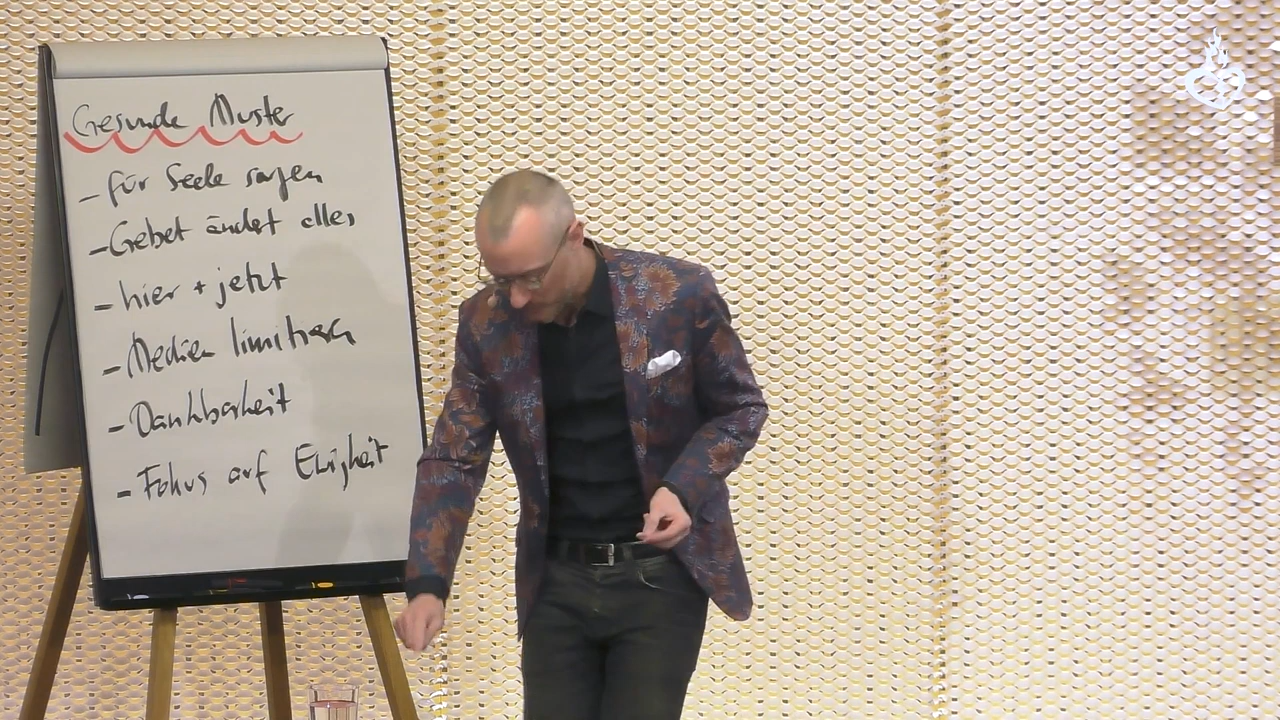 Gesunde Muster
- für Seele sorgen
- Gebet ändert alles
- hier + jetzt
- Medien limitieren
- Dankbarkeit
- Fokus auf Ewigkeit